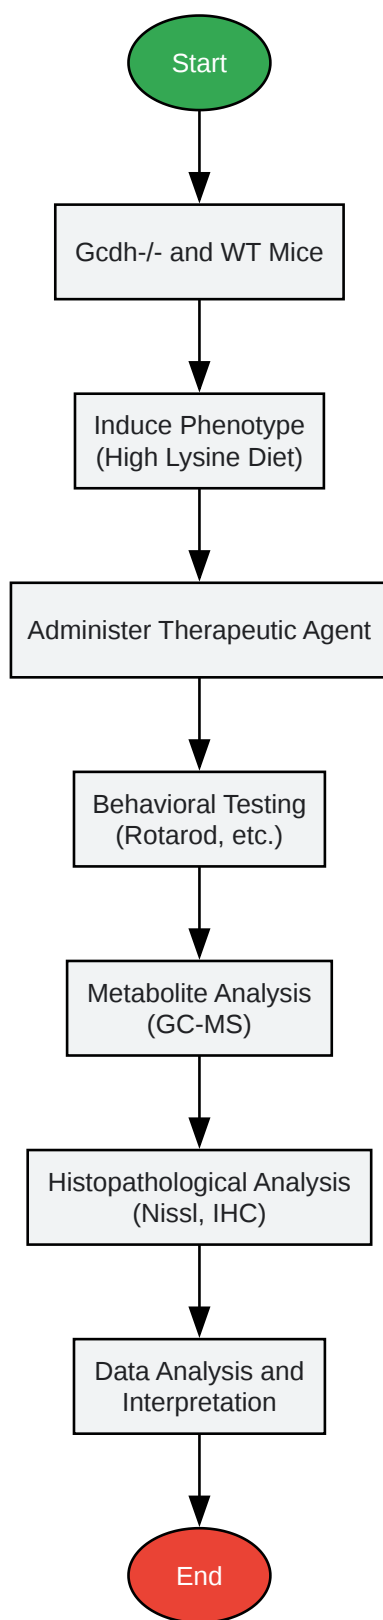 Start
Gcdh-/- and WT Mice
Induce Phenotype
(High Lysine Diet)
Administer Therapeutic Agent
Behavioral Testing
(Rotarod, etc.)
Metabolite Analysis
(GC-MS)
Histopathological Analysis
(Nissl, IHC)
Data Analysis and
Interpretation
End